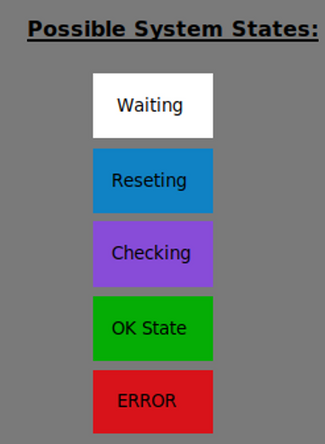 Possible System States:
Waiting
Reseting
Checking
OK State
ERROR